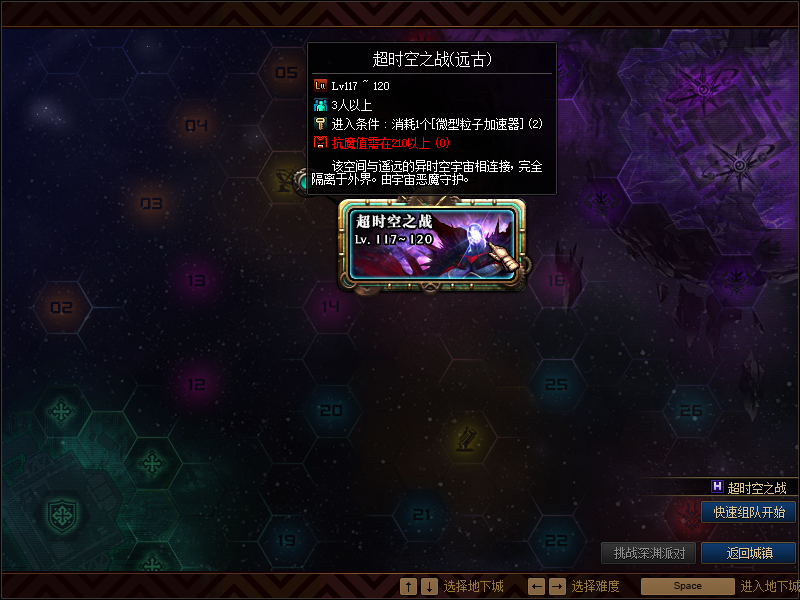 超时空之战(远古)
Lv Lv117 ~ 120
3人以上
进入条件：消耗1个[微型粒子加速器] (2)
抗魔值需在210以上 (0)
该空间与遥远的异时空宇宙相连接，完全
隔离于外界。由宇宙恶魔守护。
超时空之战
Lv. 117~120
05
04
03
13
02
14
16
12
20
25
26
21
19
22
H 超时空之战
快速组队开始
挑战深渊派对
返回城镇
↑ ↓ 选择地下城 ← → 选择难度 Space 进入地下城